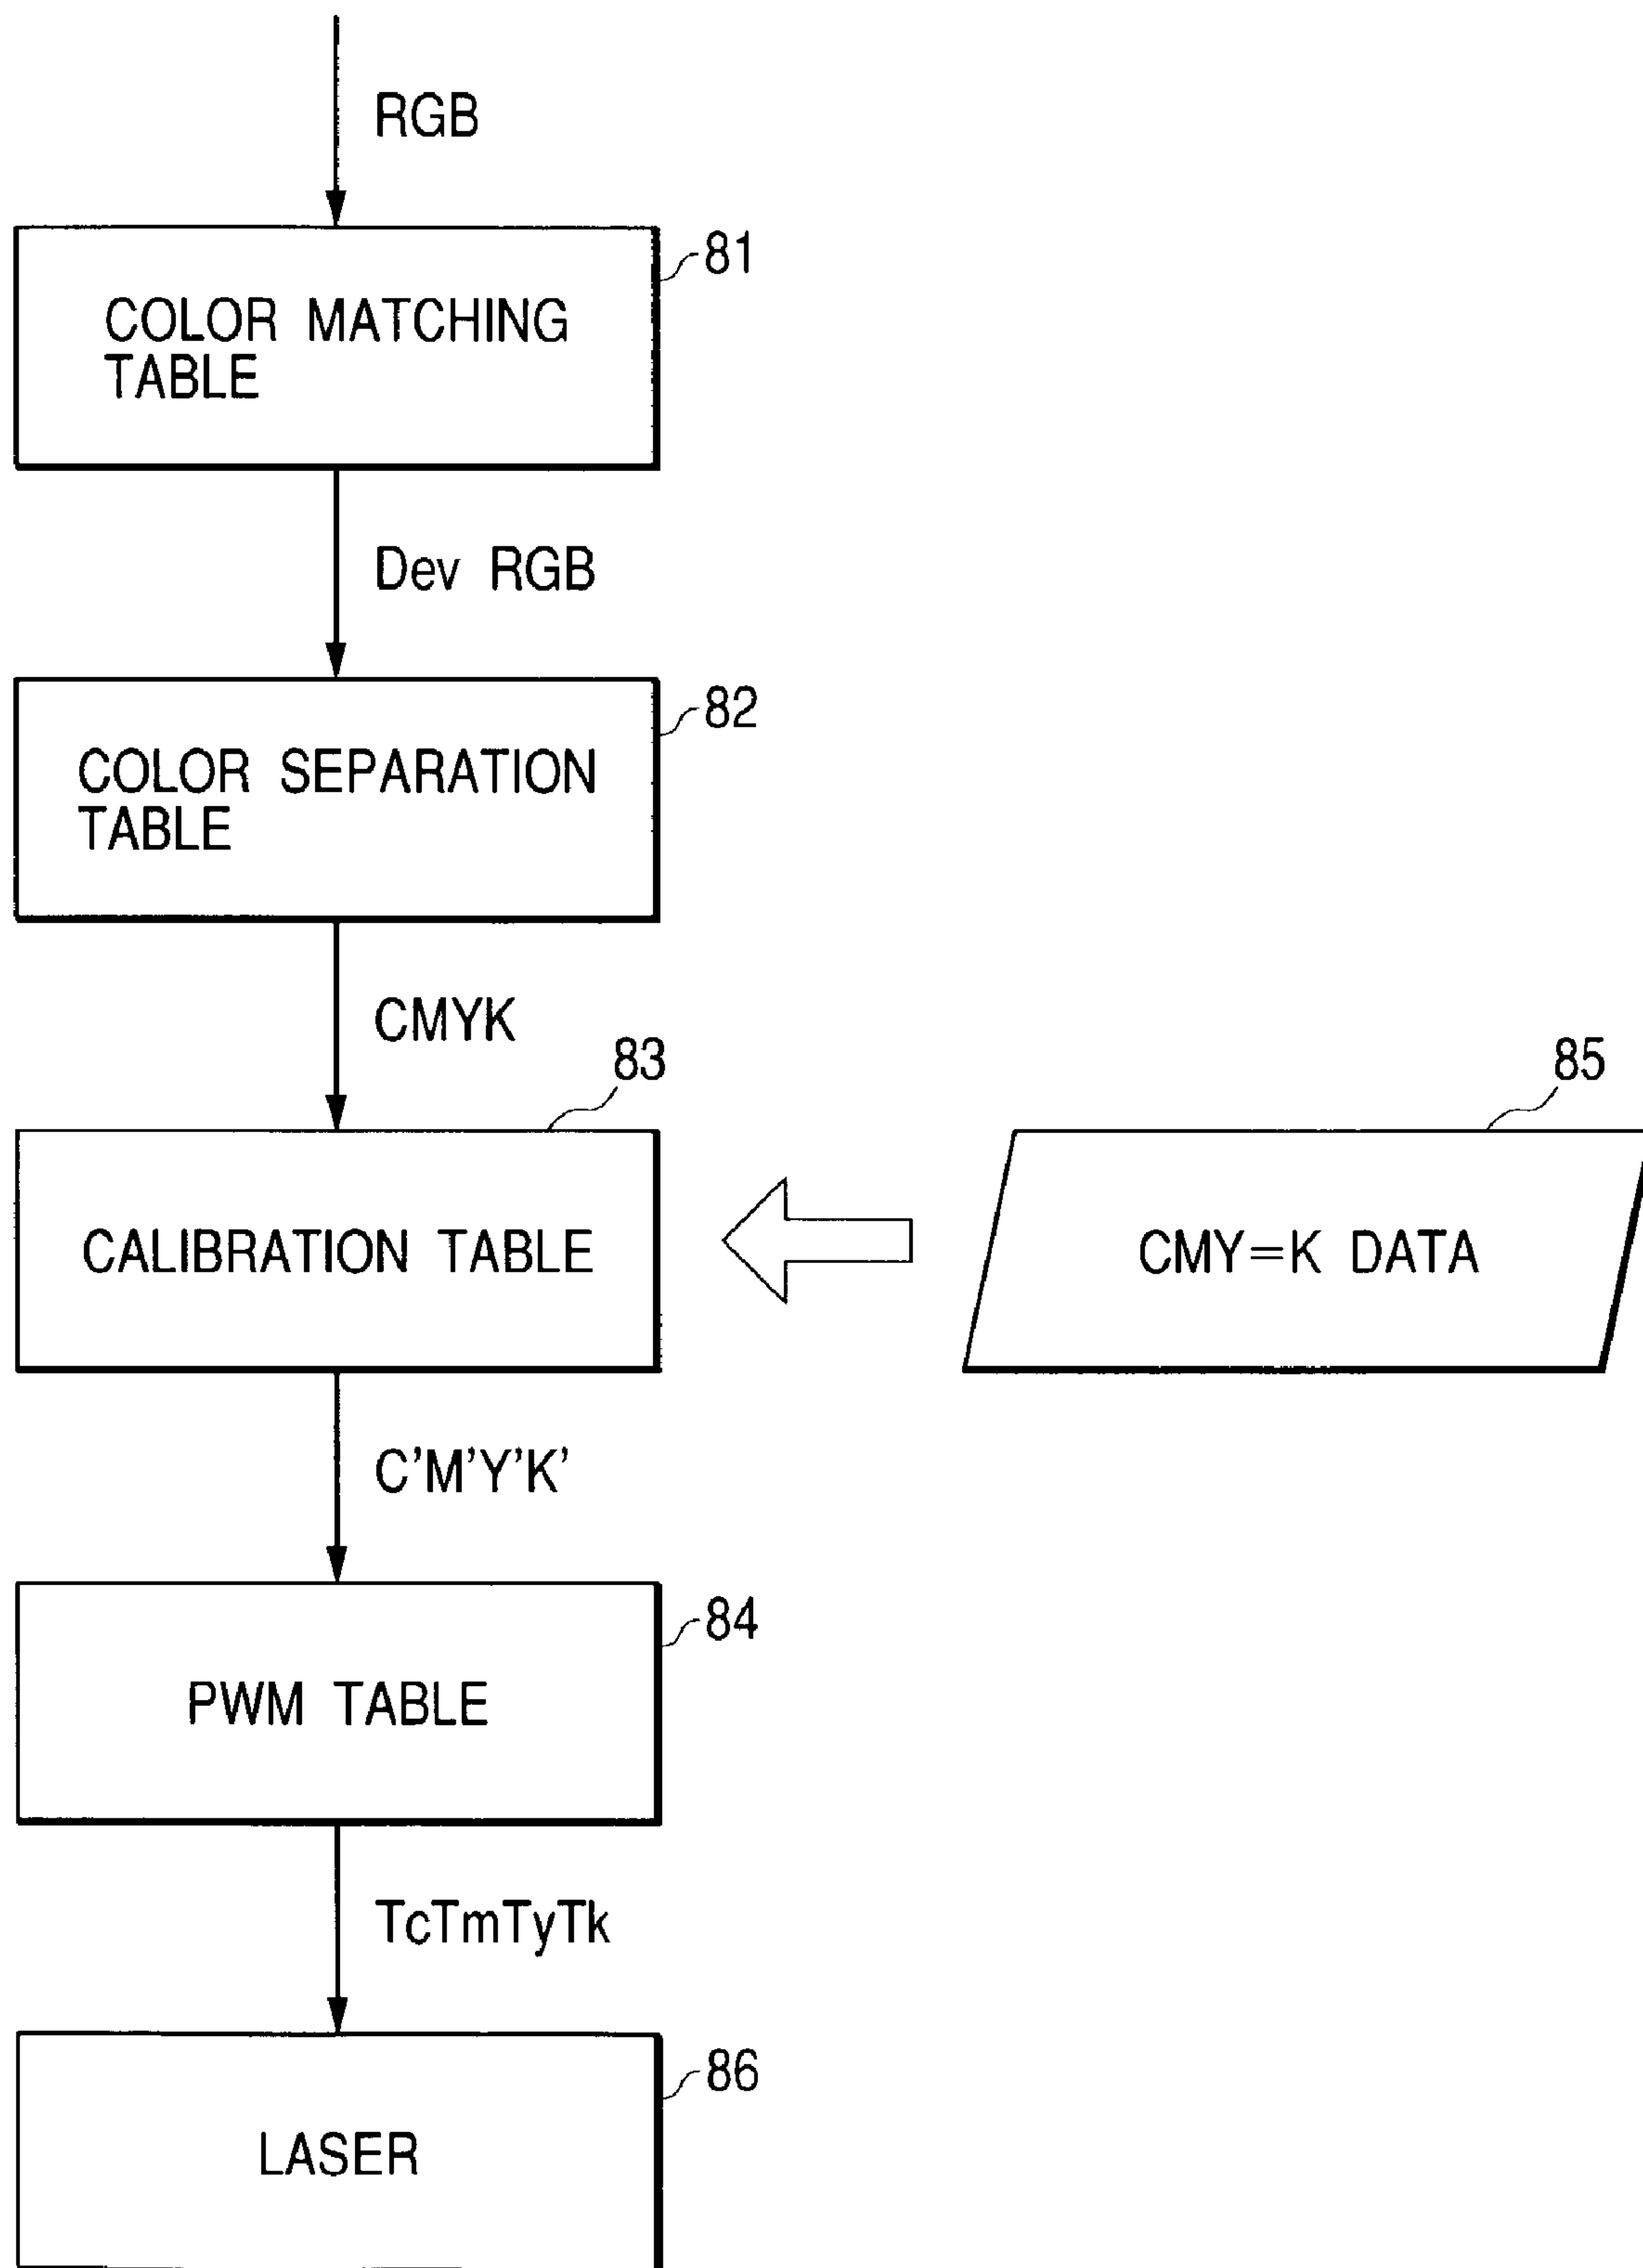 RGB
81
COLOR MATCHING
TABLE
Dev RGB
82
COLOR SEPARATION
TABLE
CMYK
83
85
CALIBRATION TABLE
CMY=K DATA
C'M'Y'K'
84
PWM TABLE
TcTmTyTk
86
LASER